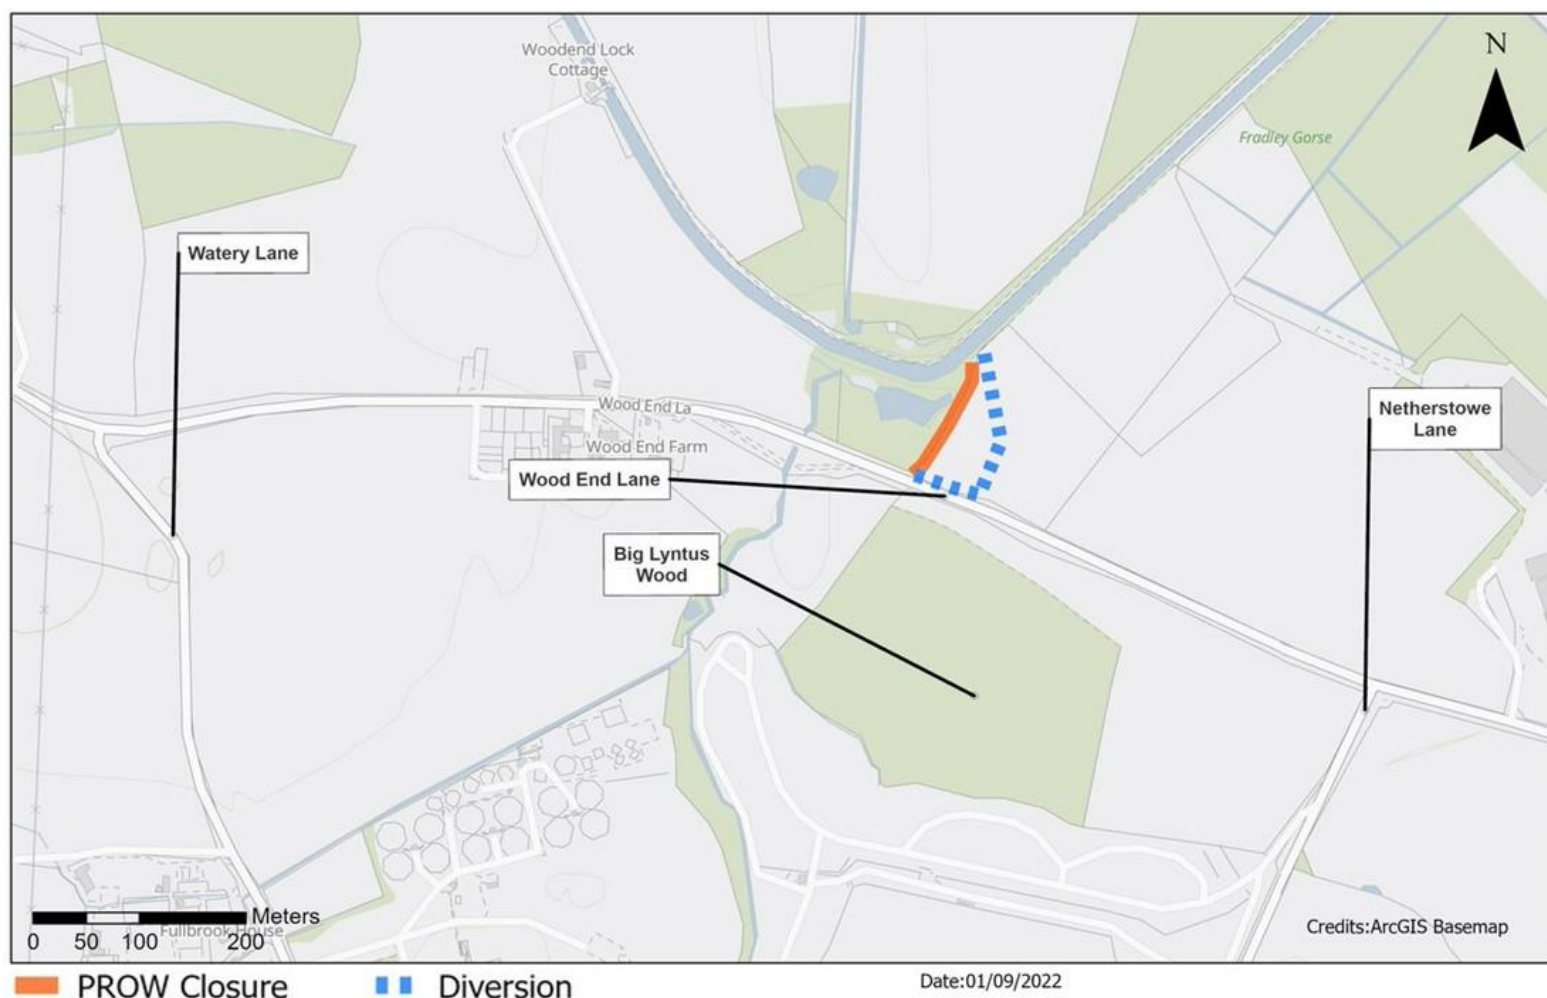 Woodend Lock
Cottage
N
Fradley Gorse
Watery Lane
Netherstowe
Lane
Wood End La
Wood End Farm
Wood End Lane
Big Lyntus
Wood
Meters
0 50 100 200
Fullbrook House
Credits:ArcGIS Basemap
PROW Closure
Diversion
Date:01/09/2022